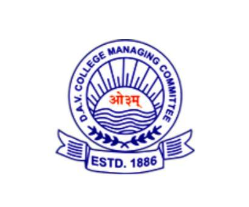 D.A.V. COLLEGE MANAGING COMMITTEE
ओ३म्
ESTD. 1886